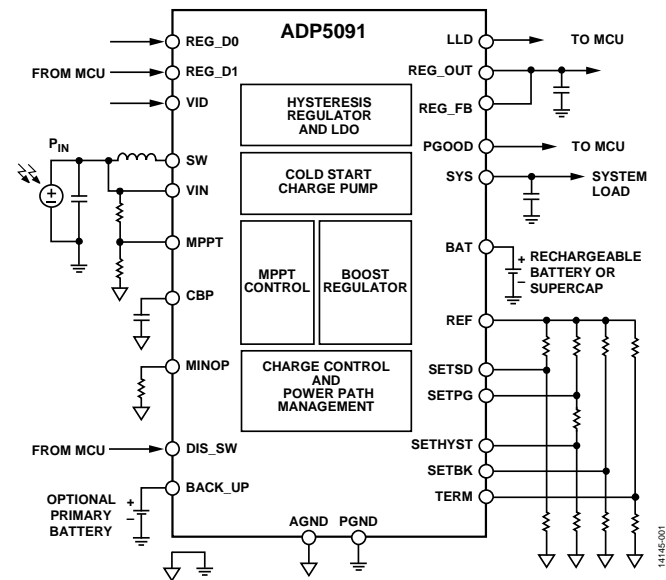 ADP5091
REG_D0
FROM MCU
REG_D1
VID
PIN
SW
VIN
MPPT
CBP
MINOP
FROM MCU
DIS_SW
BACK_UP
OPTIONAL
PRIMARY
BATTERY
+
–
HYSTERESIS
REGULATOR
AND LDO
COLD START
CHARGE PUMP
MPPT
CONTROL
BOOST
REGULATOR
CHARGE CONTROL
AND
POWER PATH
MANAGEMENT
AGND
PGND
LLD
TO MCU
REG_OUT
REG_FB
PGOOD
TO MCU
SYS
SYSTEM
LOAD
BAT
+
–
RECHARGEABLE
BATTERY OR
SUPERCAP
REF
SETSD
SETPG
SETHYST
SETBK
TERM
14145-001